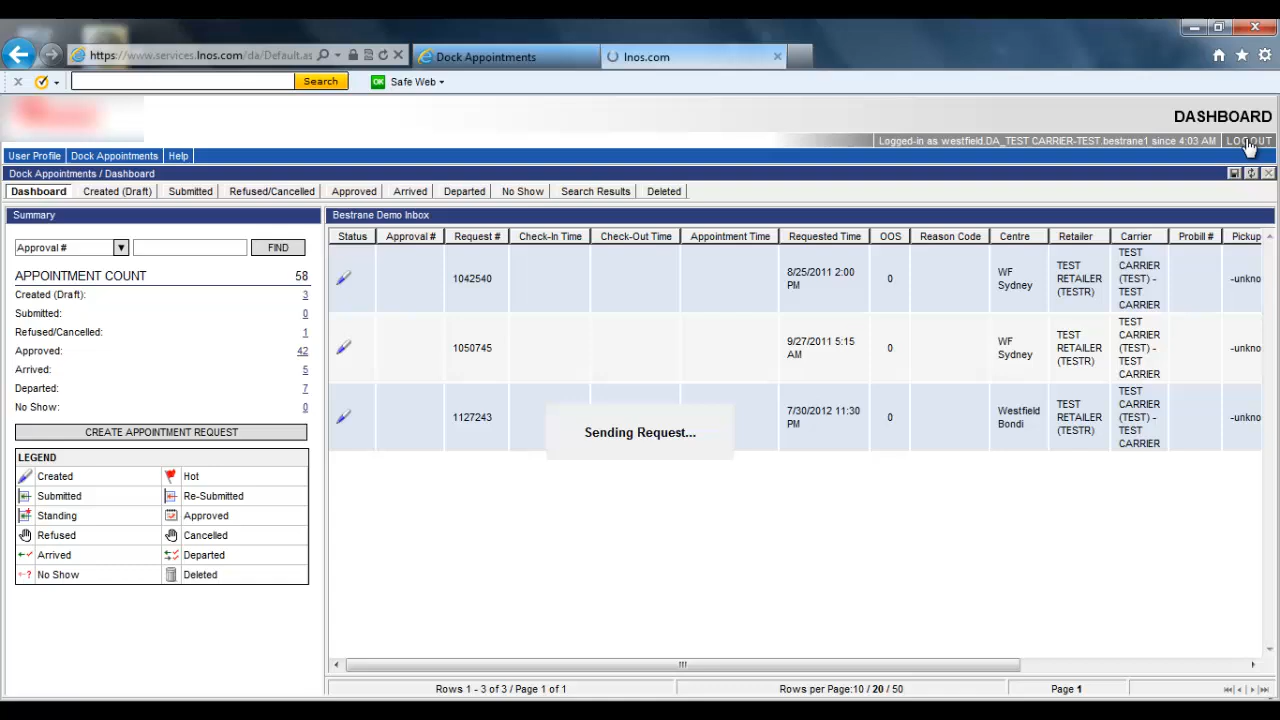 https://www.services.lnos.com/da/Default.as
Dock Appointments
lnos.com
Search
OK Safe Web
DASHBOARD
Logged-in as westfield.DA_TEST CARRIER-TEST bestrane1 since 4:03 AM LOGOUT
User Profile Dock Appointments Help
Dock Appointments / Dashboard
Dashboard Created (Draft) Submitted Refused/Cancelled Approved Arrived Departed No Show Search Results Deleted
Summary
Approval # FIND
APPOINTMENT COUNT 58
Created (Draft): 3
Submitted: 0
Refused/Cancelled: 1
Approved: 42
Arrived: 5
Departed: 7
No Show: 0
CREATE APPOINTMENT REQUEST
LEGEND
Created Hot
Submitted Re-Submitted
Standing Approved
Refused Cancelled
Arrived Departed
No Show Deleted
Bestrane Demo Inbox
Status Approval # Request # Check-In Time Check-Out Time Appointment Time Requested Time OOS Reason Code Centre Retailer Carrier Probill # Pickup
1042540 8/25/2011 2:00 PM 0 WF Sydney TEST RETAILER (TESTR) TEST CARRIER (TEST) - TEST CARRIER -unkno
1050745 9/27/2011 5:15 AM 0 WF Sydney TEST RETAILER (TESTR) TEST CARRIER (TEST) - TEST CARRIER -unkno
1127243 7/30/2012 11:30 PM 0 Westfield Bondi TEST RETAILER (TESTR) TEST CARRIER (TEST) - TEST CARRIER -unkno
Sending Request...
Rows 1 - 3 of 3 / Page 1 of 1 Rows per Page:10 / 20 / 50 Page 1